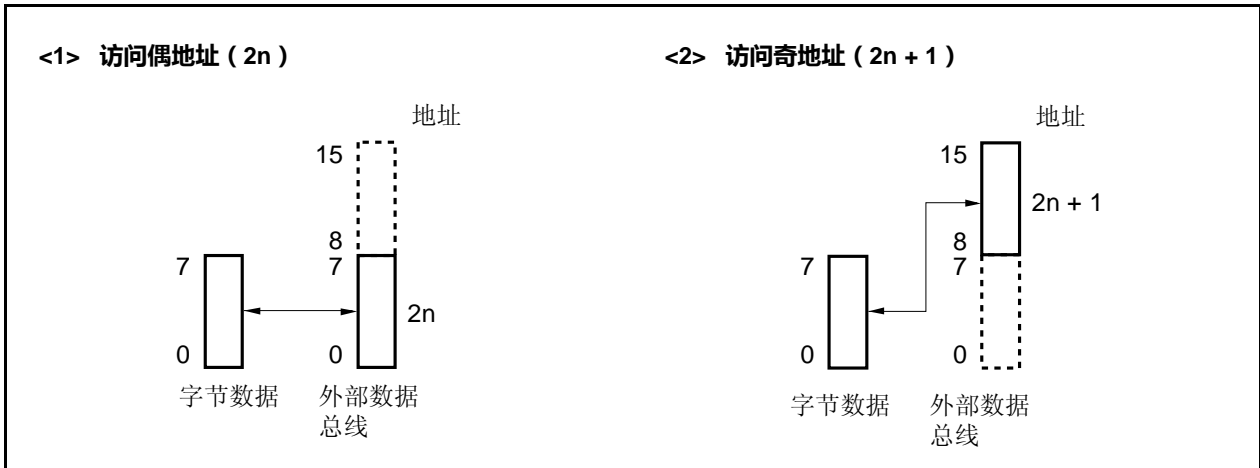 <1> 访问偶地址（2n）
地址
15
8
7
7
2n
0
0
字节数据
外部数据
总线
<2> 访问奇地址（2n + 1）
地址
15
2n + 1
8
7
7
0
0
字节数据
外部数据
总线